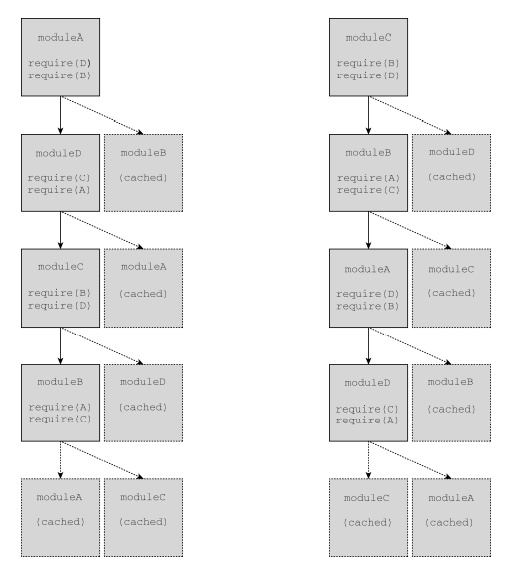 moduleA
require(D)
require(B)
moduleD
require(C)
require(A)
moduleB
(cached)
moduleC
require(B)
require(D)
moduleA
(cached)
moduleB
require(A)
require(C)
moduleD
(cached)
moduleA
(cached)
moduleC
(cached)
moduleC
require(B)
require(D)
moduleB
require(A)
require(C)
moduleD
(cached)
moduleA
require(D)
require(B)
moduleC
(cached)
moduleD
require(C)
require(A)
moduleB
(cached)
moduleC
(cached)
moduleA
(cached)